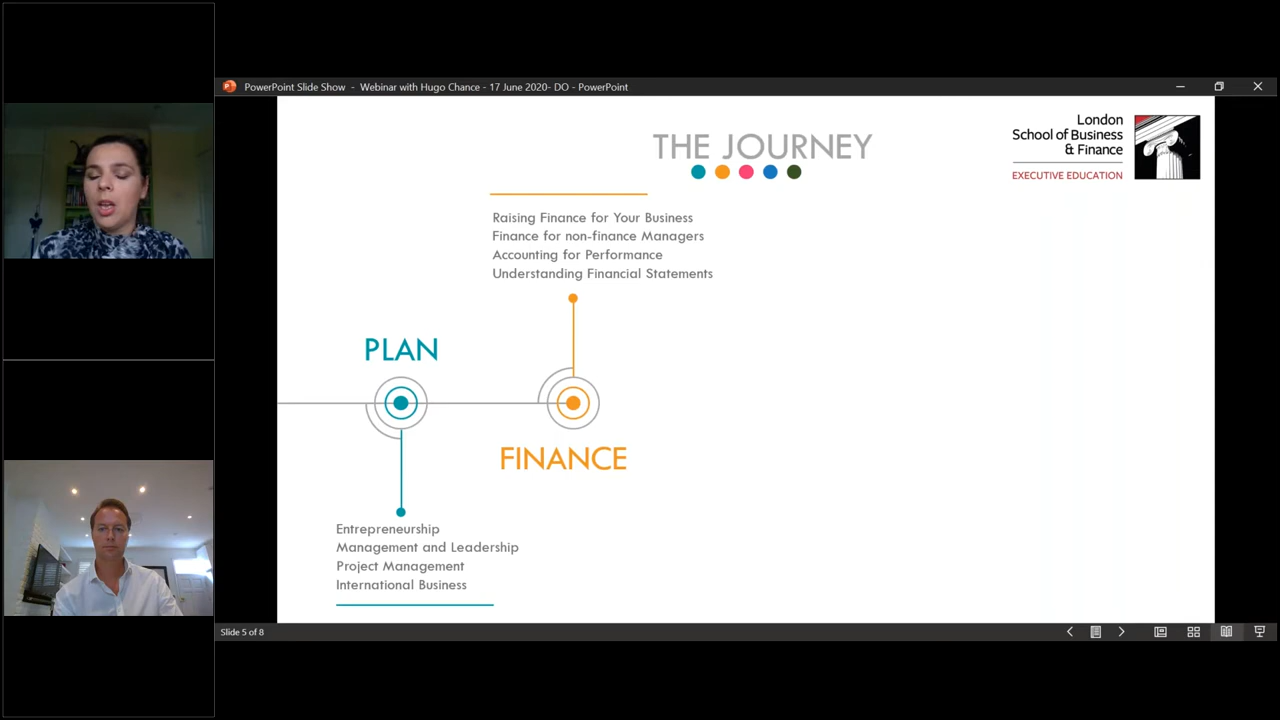 PowerPoint Slide Show - Webinar with Hugo Chance - 17 June 2020- DO - PowerPoint
THE JOURNEY
London
School of Business
& Finance
EXECUTIVE EDUCATION
Raising Finance for Your Business
Finance for non-finance Managers
Accounting for Performance
Understanding Financial Statements
PLAN
FINANCE
Entrepreneurship
Management and Leadership
Project Management
International Business
Slide 5 of 8